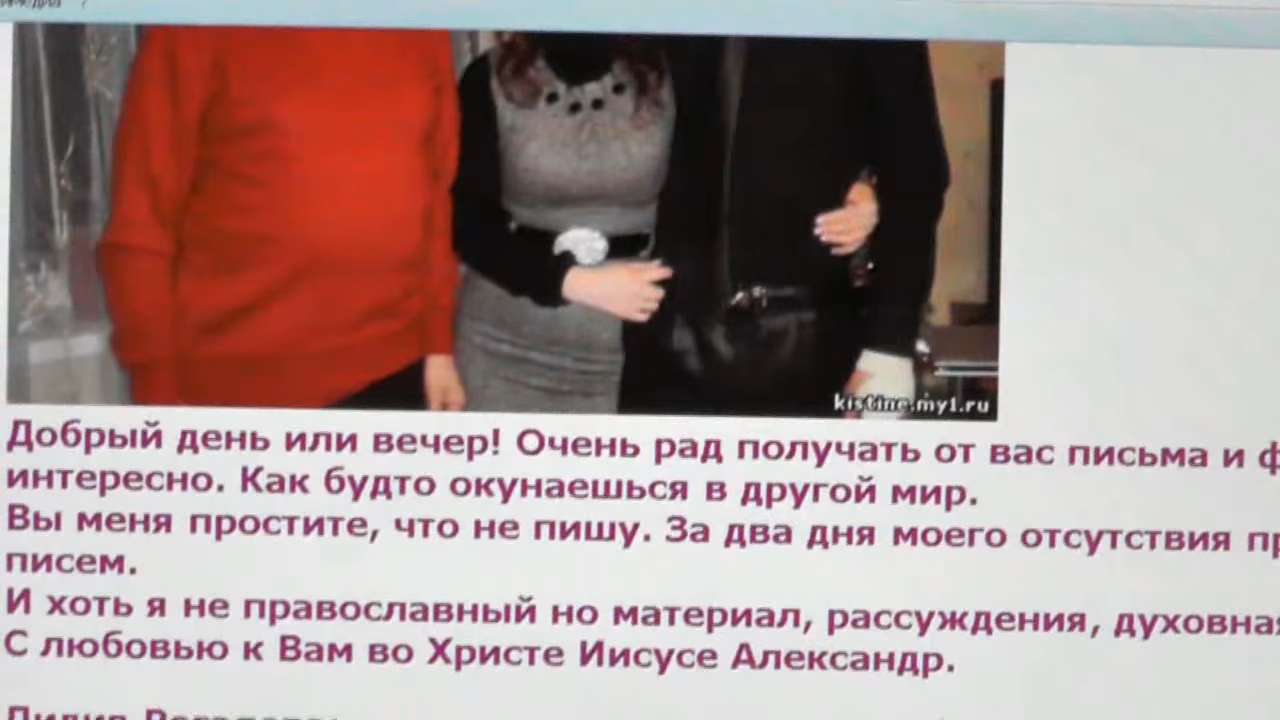 kistine.my1.ru
Добрый день или вечер! Очень рад получать от вас письма и
интересно. Как будто окунаешься в другой мир.
Вы меня простите, что не пишу. За два дня моего отсутствия
писем.
И хоть я не православный но материал, рассуждения, духовная
С любовью к Вам во Христе Иисусе Александр.